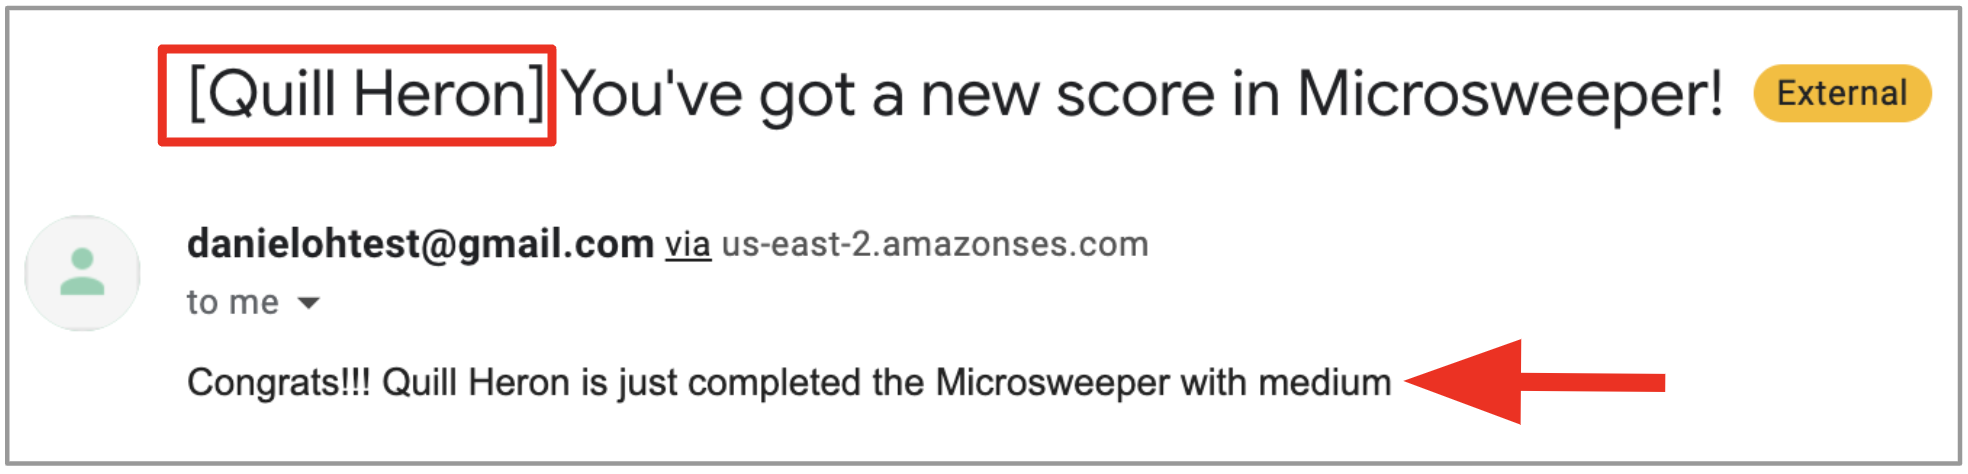 [Quill Heron] You've got a new score in Microsweeper! External
danielohtest@gmail.com via us-east-2.amazonses.com
to me
Congrats!!! Quill Heron is just completed the Microsweeper with medium